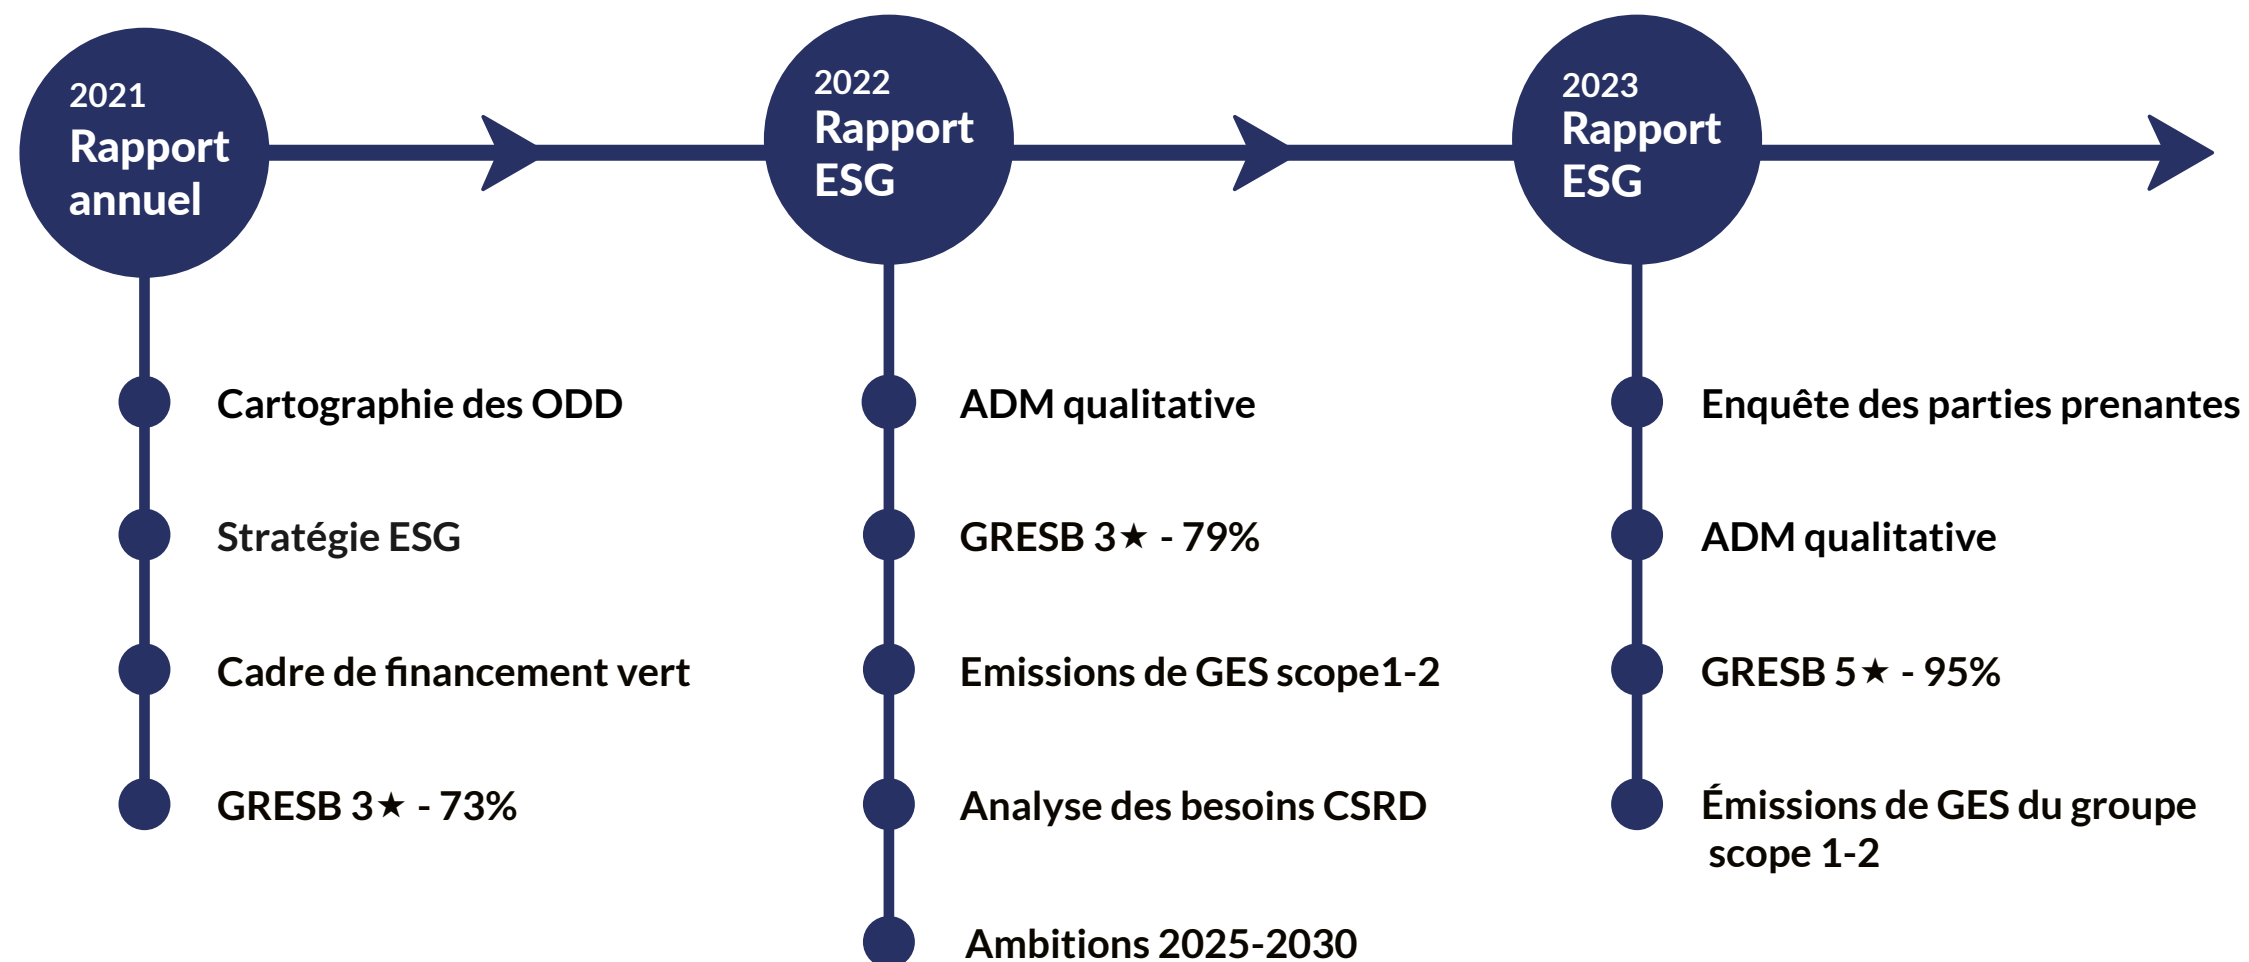 2021
Rapport
annuel
Cartographie des ODD
Stratégie ESG
Cadre de financement vert
GRESB 3★ - 73%
2022
Rapport
ESG
ADM qualitative
GRESB 3★ - 79%
Emissions de GES scope1-2
Analyse des besoins CSRD
Ambitions 2025-2030
2023
Rapport
ESG
Enquête des parties prenantes
ADM qualitative
GRESB 5★ - 95%
Émissions de GES du groupe
scope 1-2